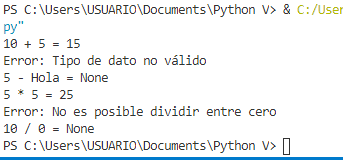 PS C:\Users\USUARIO\Documents\Python V> & C:/User
py"
10 + 5 = 15
Error: Tipo de dato no válido
5 - Hola = None
5 * 5 = 25
Error: No es posible dividir entre cero
10 / 0 = None
PS C:\Users\USUARIO\Documents\Python V>